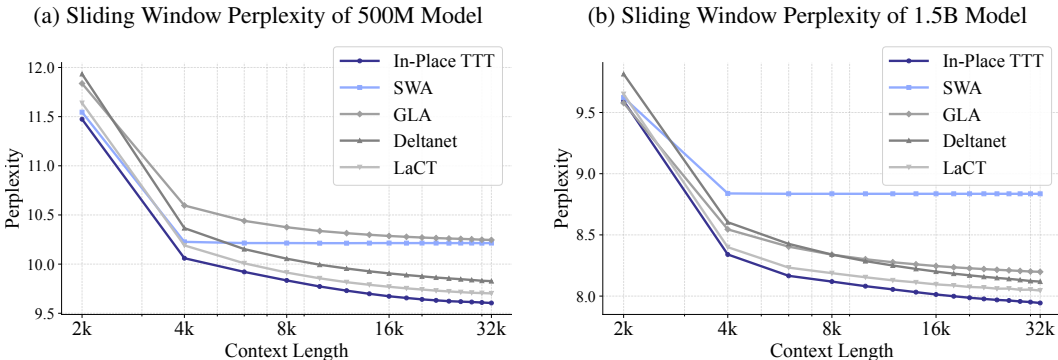 (a) Sliding Window Perplexity of 500M Model
In-Place TTT
SWA
GLA
Deltanet
LaCT
12.0
11.5
11.0
10.5
10.0
9.5
Perplexity
2k 4k 8k 16k 32k
Context Length
(b) Sliding Window Perplexity of 1.5B Model
In-Place TTT
SWA
GLA
Deltanet
LaCT
9.5
9.0
8.5
8.0
Perplexity
2k 4k 8k 16k 32k
Context Length